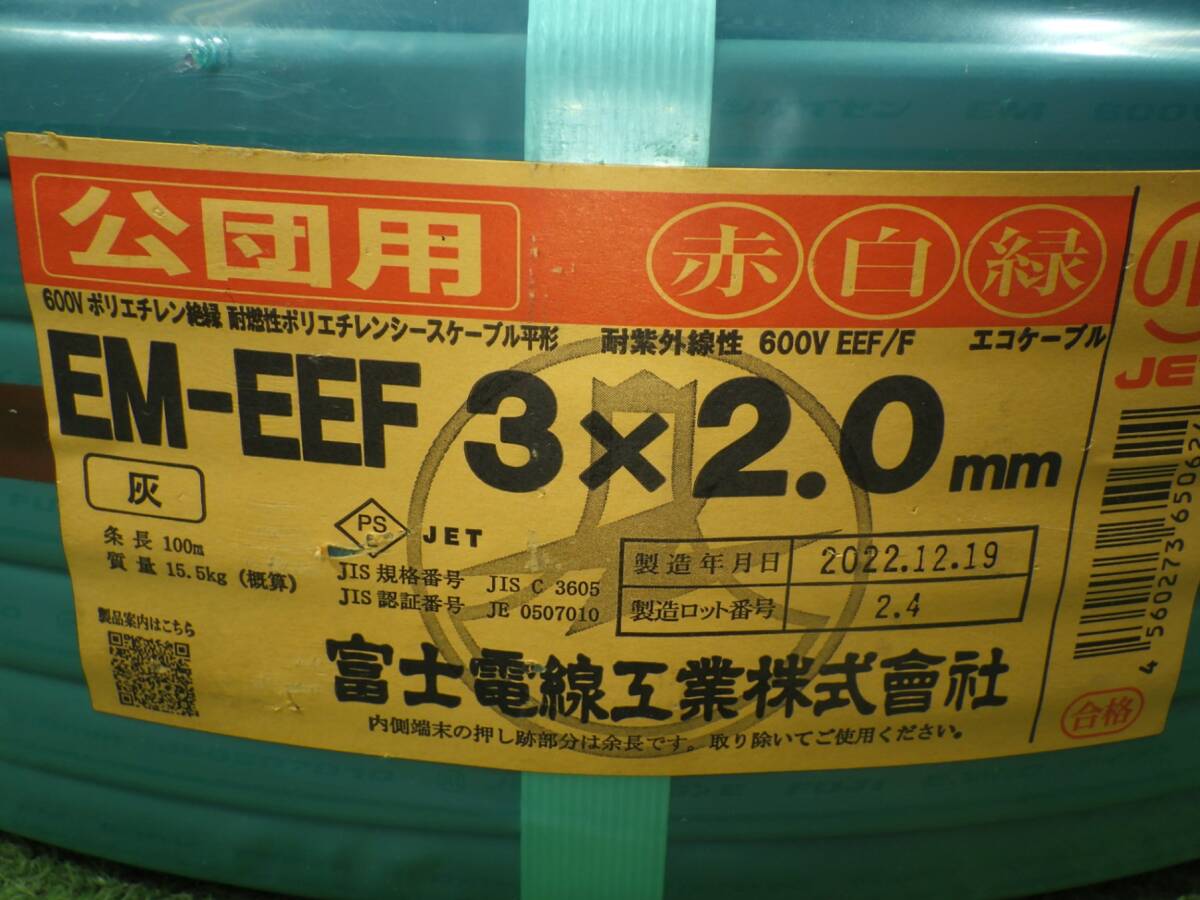 公団用 赤 白 緑
600V ポリエチレン絶縁 耐燃性ポリエチレンシースケーブル平形 耐紫外線性 600V EEF/F エコケーブル
EM-EEF 3×2.0mm
灰
条長 100m
質量 15.5kg (概算)
PS E JET
JIS 規格番号 JIS C 3605
JIS 認証番号 JE 0507010
製造年月日 2022.12.19
製造ロット番号 2.4
製品案内はこちら
富士電線工業株式會社
内側端末の押し跡部分は余長です。取り除いてご使用ください。
合格